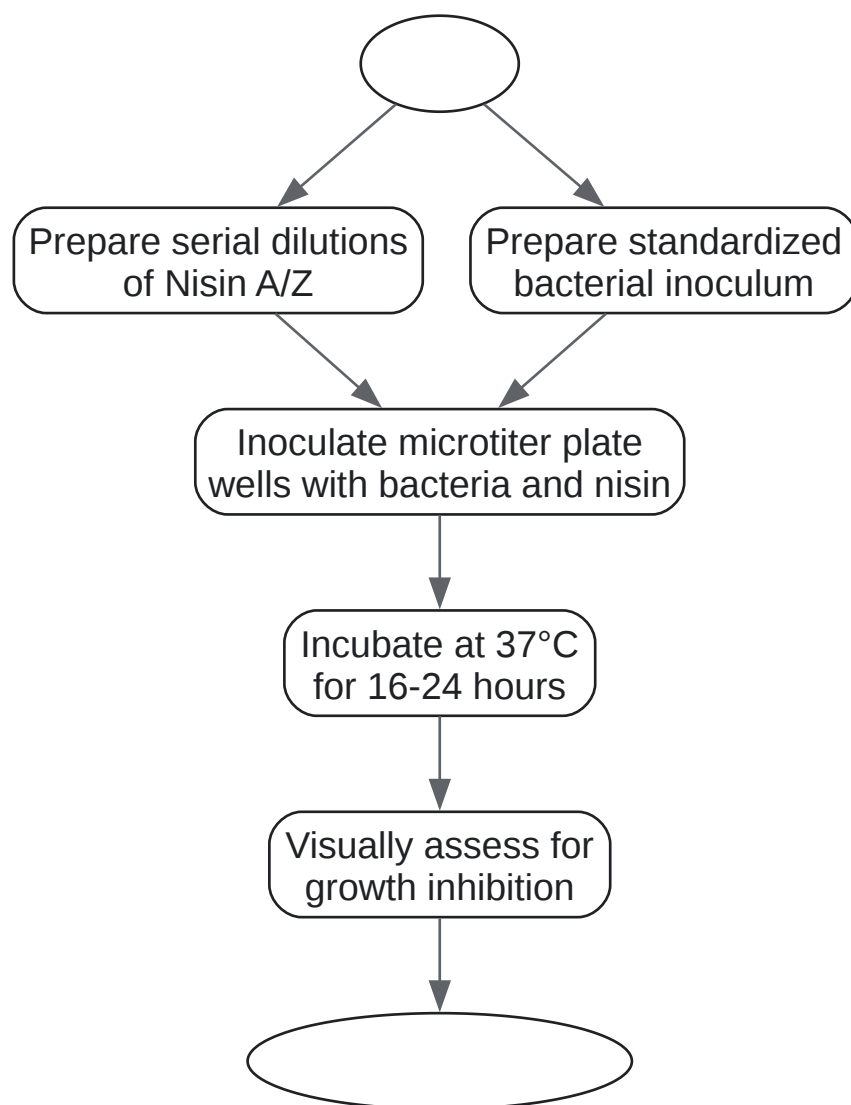 Prepare serial dilutions
of Nisin A/Z
Prepare standardized
bacterial inoculum
Inoculate microtiter plate
wells with bacteria and nisin
Incubate at 37°C
for 16-24 hours
Visually assess for
growth inhibition